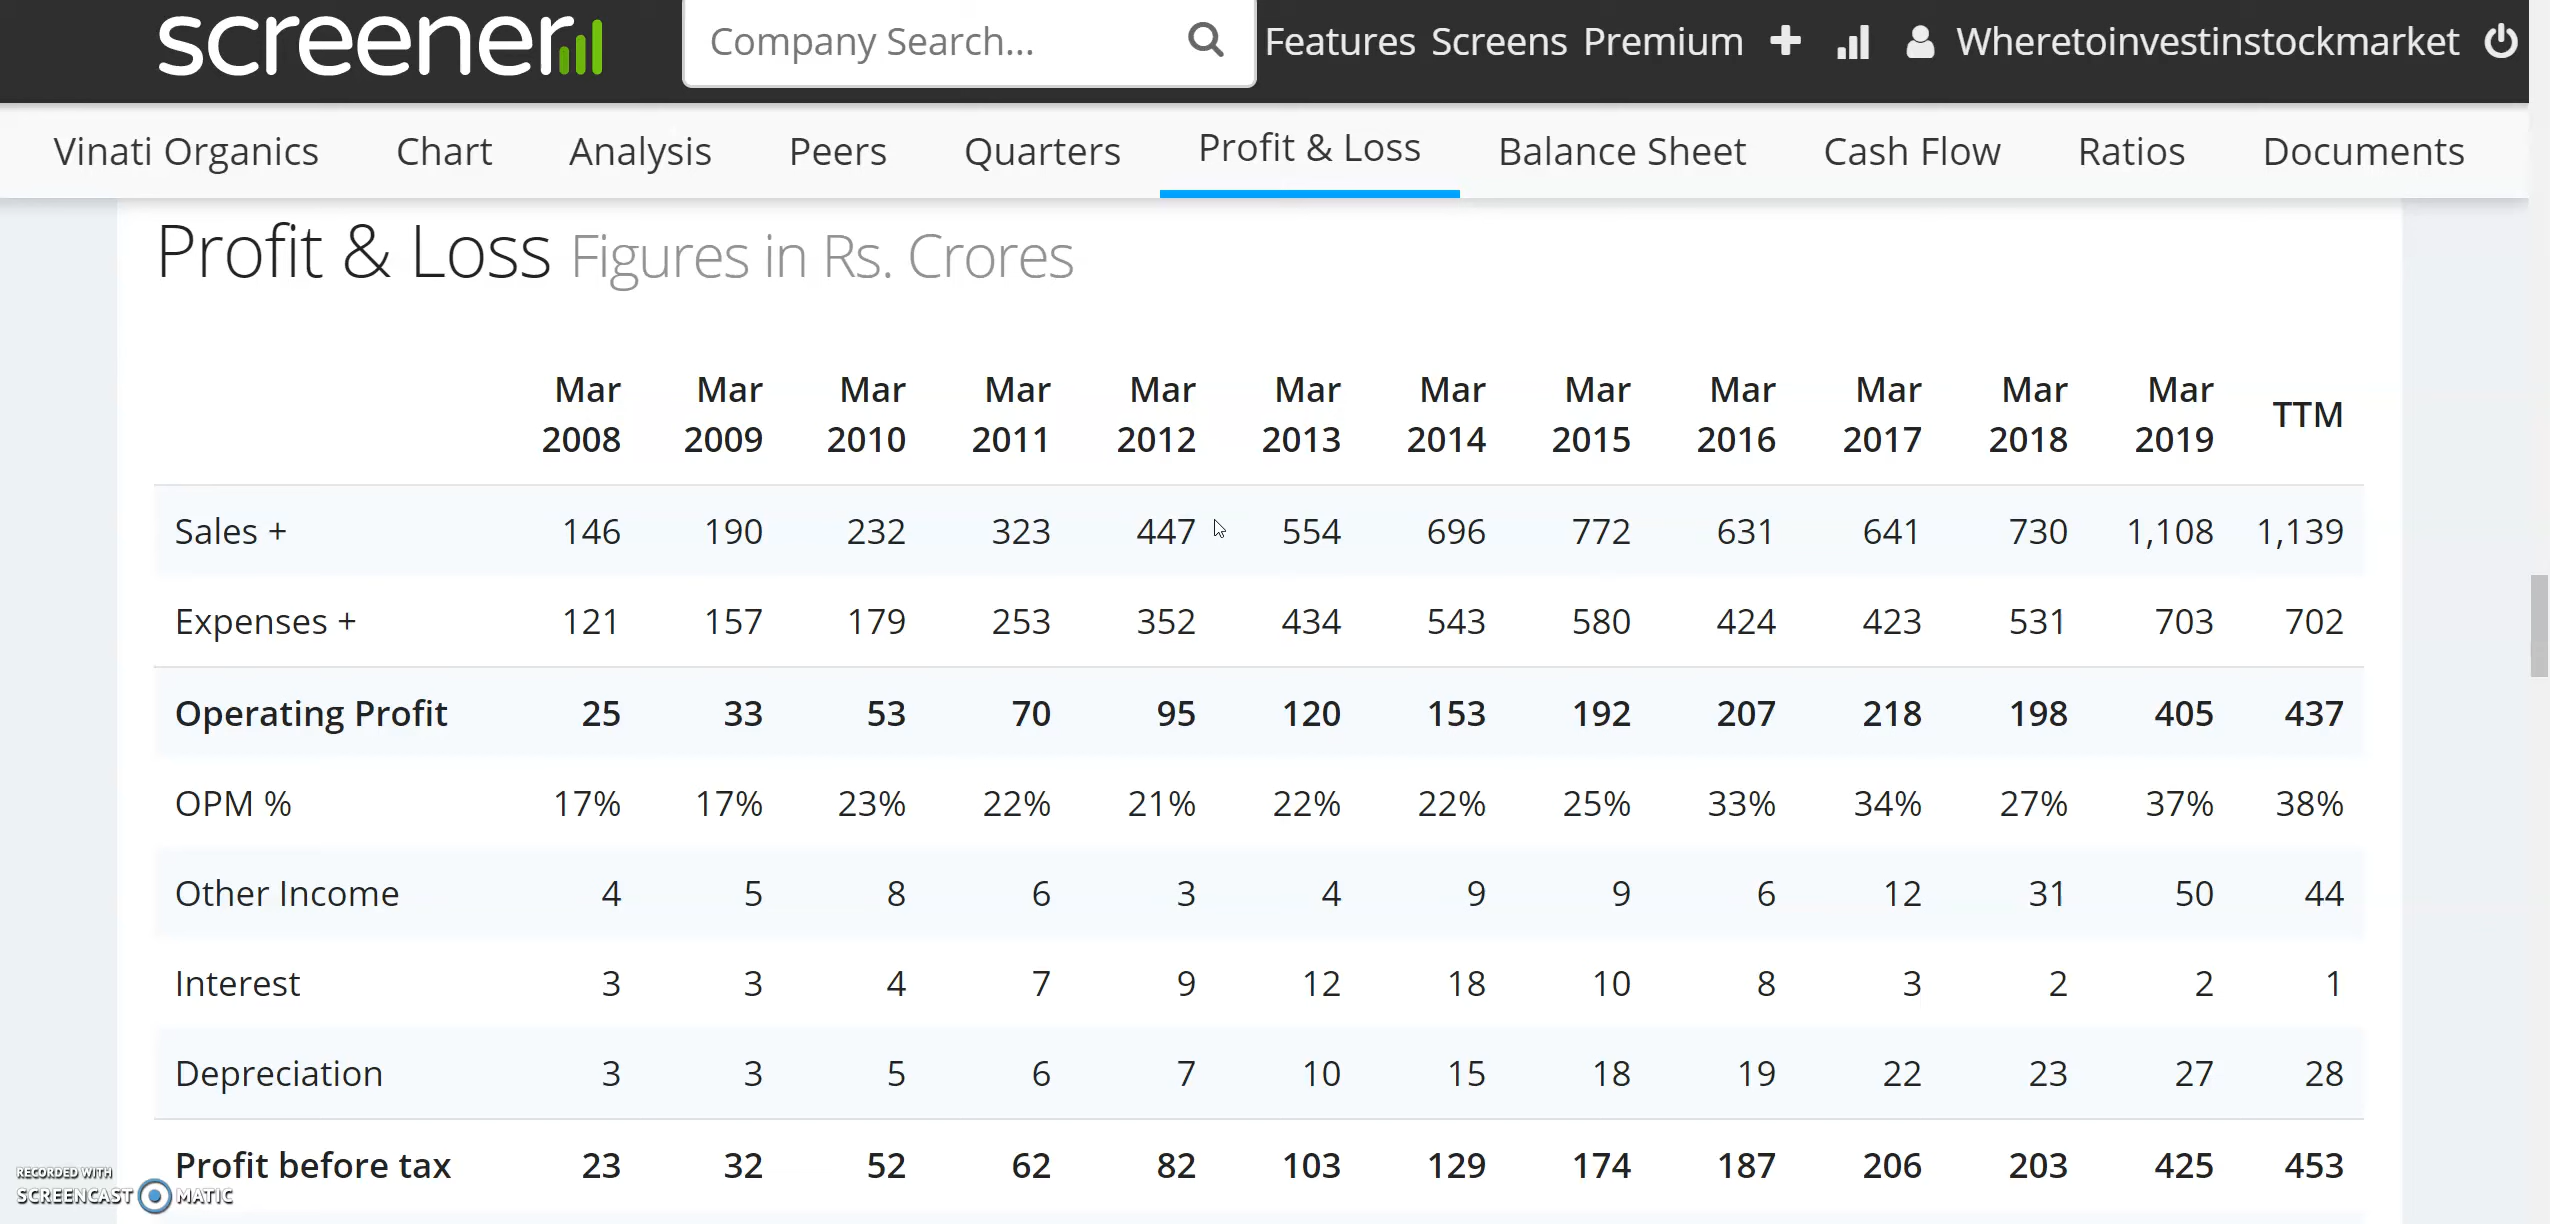 screener
Company Search...
Features Screens Premium Wheretoinvestinstockmarket
Vinati Organics Chart Analysis Peers Quarters Profit & Loss Balance Sheet Cash Flow Ratios Documents
Profit & Loss Figures in Rs. Crores
Mar 2008 Mar 2009 Mar 2010 Mar 2011 Mar 2012 Mar 2013 Mar 2014 Mar 2015 Mar 2016 Mar 2017 Mar 2018 Mar 2019 TTM
Sales + 146 190 232 323 447 554 696 772 631 641 730 1,108 1,139
Expenses + 121 157 179 253 352 434 543 580 424 423 531 703 702
Operating Profit 25 33 53 70 95 120 153 192 207 218 198 405 437
OPM % 17% 17% 23% 22% 21% 22% 22% 25% 33% 34% 27% 37% 38%
Other Income 4 5 8 6 3 4 9 9 6 12 31 50 44
Interest 3 3 4 7 9 12 18 10 8 3 2 2 1
Depreciation 3 3 5 6 7 10 15 18 19 22 23 27 28
Profit before tax 23 32 52 62 82 103 129 174 187 206 203 425 453
RECORDED WITH
SCREENCAST MATIC